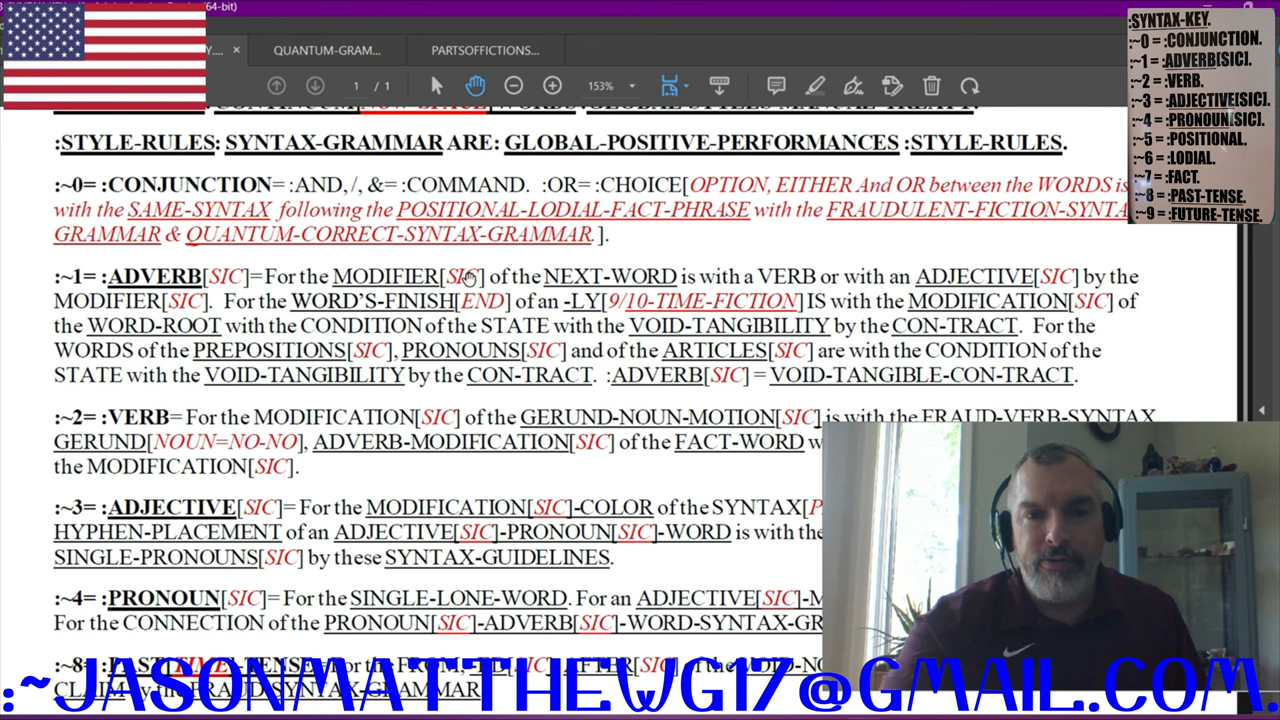 (64-bit)
QUANTUM-GRAM...
PARTSOFFICTIONS...
1 / 1
153%
:STYLE-RULES: SYNTAX-GRAMMAR ARE: GLOBAL-POSITIVE-PERFORMANCES :STYLE-RULES.
:~0= :CONJUNCTION= :AND, /, &= :COMMAND. :OR= :CHOICE[OPTION, EITHER And OR between the WORDS is
with the SAME-SYNTAX following the POSITIONAL-LODIAL-FACT-PHRASE with the FRAUDULENT-FICTION-SYNTA
GRAMMAR & QUANTUM-CORRECT-SYNTAX-GRAMMAR. ].
:~1= :ADVERB[SIC]=For the MODIFIER[SIC] of the NEXT-WORD is with a VERB or with an ADJECTIVE[SIC] by the
MODIFIER[SIC]. For the WORD'S-FINISH[END] of an -LY[9/10-TIME-FICTION] IS with the MODIFICATION[SIC] of
the WORD-ROOT with the CONDITION of the STATE with the VOID-TANGIBILITY by the CON-TRACT. For the
WORDS of the PREPOSITIONS[SIC], PRONOUNS[SIC] and of the ARTICLES[SIC] are with the CONDITION of the
STATE with the VOID-TANGIBILITY by the CON-TRACT. :ADVERB[SIC] = VOID-TANGIBLE-CON-TRACT.
:~2= :VERB= For the MODIFICATION[SIC] of the GERUND-NOUN-MOTION[SIC] is with the FRAUD-VERB-SYNTAX
GERUND[NOUN=NO-NO], ADVERB-MODIFICATION[SIC] of the FACT-WORD w
the MODIFICATION[SIC].
:~3= :ADJECTIVE[SIC]= For the MODIFICATION[SIC]-COLOR of the SYNTAX[P
HYPHEN-PLACEMENT of an ADJECTIVE[SIC]-PRONOUN[SIC]-WORD is with the
SINGLE-PRONOUNS[SIC] by these SYNTAX-GUIDELINES.
:~4= :PRONOUN[SIC]= For the SINGLE-LONE-WORD. For an ADJECTIVE[SIC]-M
For the CONNECTION of the PRONOUN[SIC]-ADVERB[SIC]-WORD-SYNTAX-GR
CLAIM by the FRAUD-SYNTAX-GRAMMAR
:SYNTAX-KEY.
:~0 = :CONJUNCTION.
:~1 = :ADVERB[SIC].
:~2 = :VERB.
:~3 = :ADJECTIVE[SIC].
:~4 = :PRONOUN[SIC].
:~5 = :POSITIONAL.
:~6 = :LODIAL.
:~7 = :FACT.
:~8 = :PAST-TENSE.
:~9 = :FUTURE-TENSE.
:~JASONMATTHEWG17@GMAIL.COM.